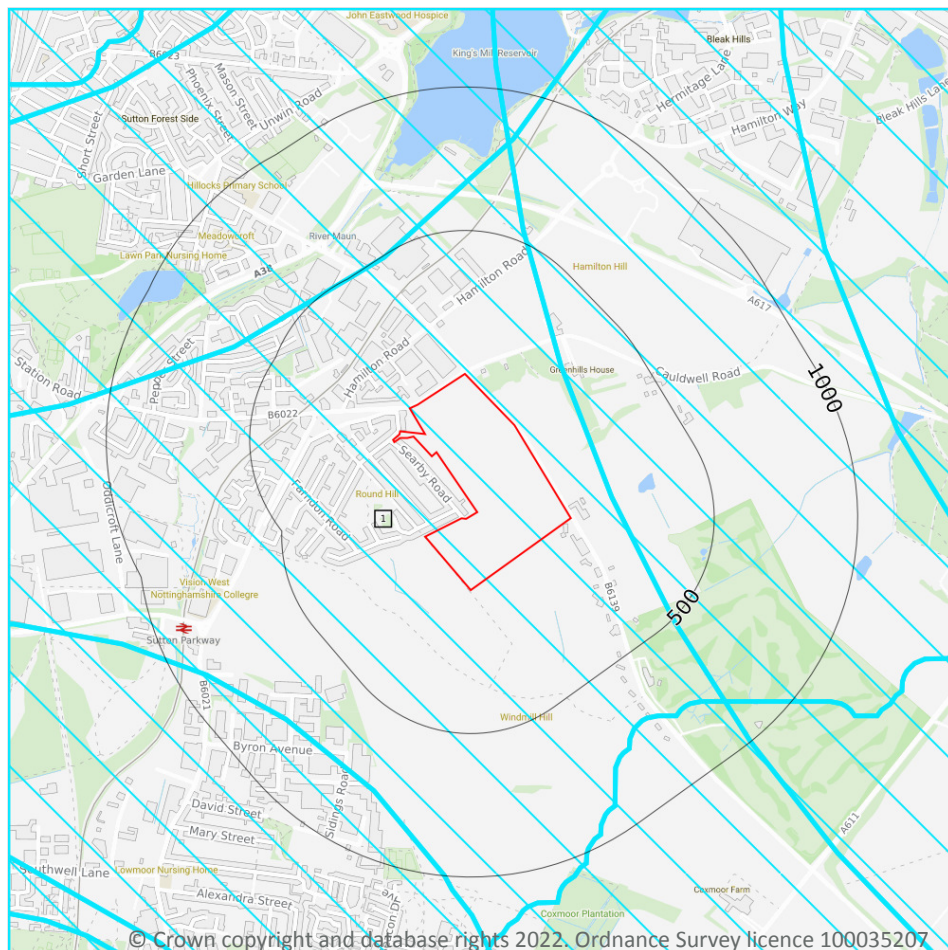 John Eastwood Hospice
B6023
King's Mill Reservoir
Bleak Hills
Mason Street
Phoenix Street
Unwin Road
Hermitage Lane
Bleak Hills Lane
Short Street
Sutton Forest Side
Hamilton Way
Garden Lane
Hillocks Primary School
Meadowcroft
River Maun
Lawn Park Nursing Home
A38
Hamilton Road
Hamilton Hill
A617
Station Road
Hamilton Road
Greenhills House
Cauldwell Road
1000
B6022
Searby Road
Round Hill
1
Farndon Road
Oddicroft Lane
Vision West
Nottinghamshire Collegre
B6139
500
Sutton Parkway
B6021
Windmill Hill
Byron Avenue
Sidings Road
David Street
Mary Street
A611
Southwell Lane
Lowmoor Nursing Home
Alexandra Street
Coxmoor Farm
Coxmoor Plantation
© Crown copyright and database rights 2022. Ordnance Survey licence 100035207